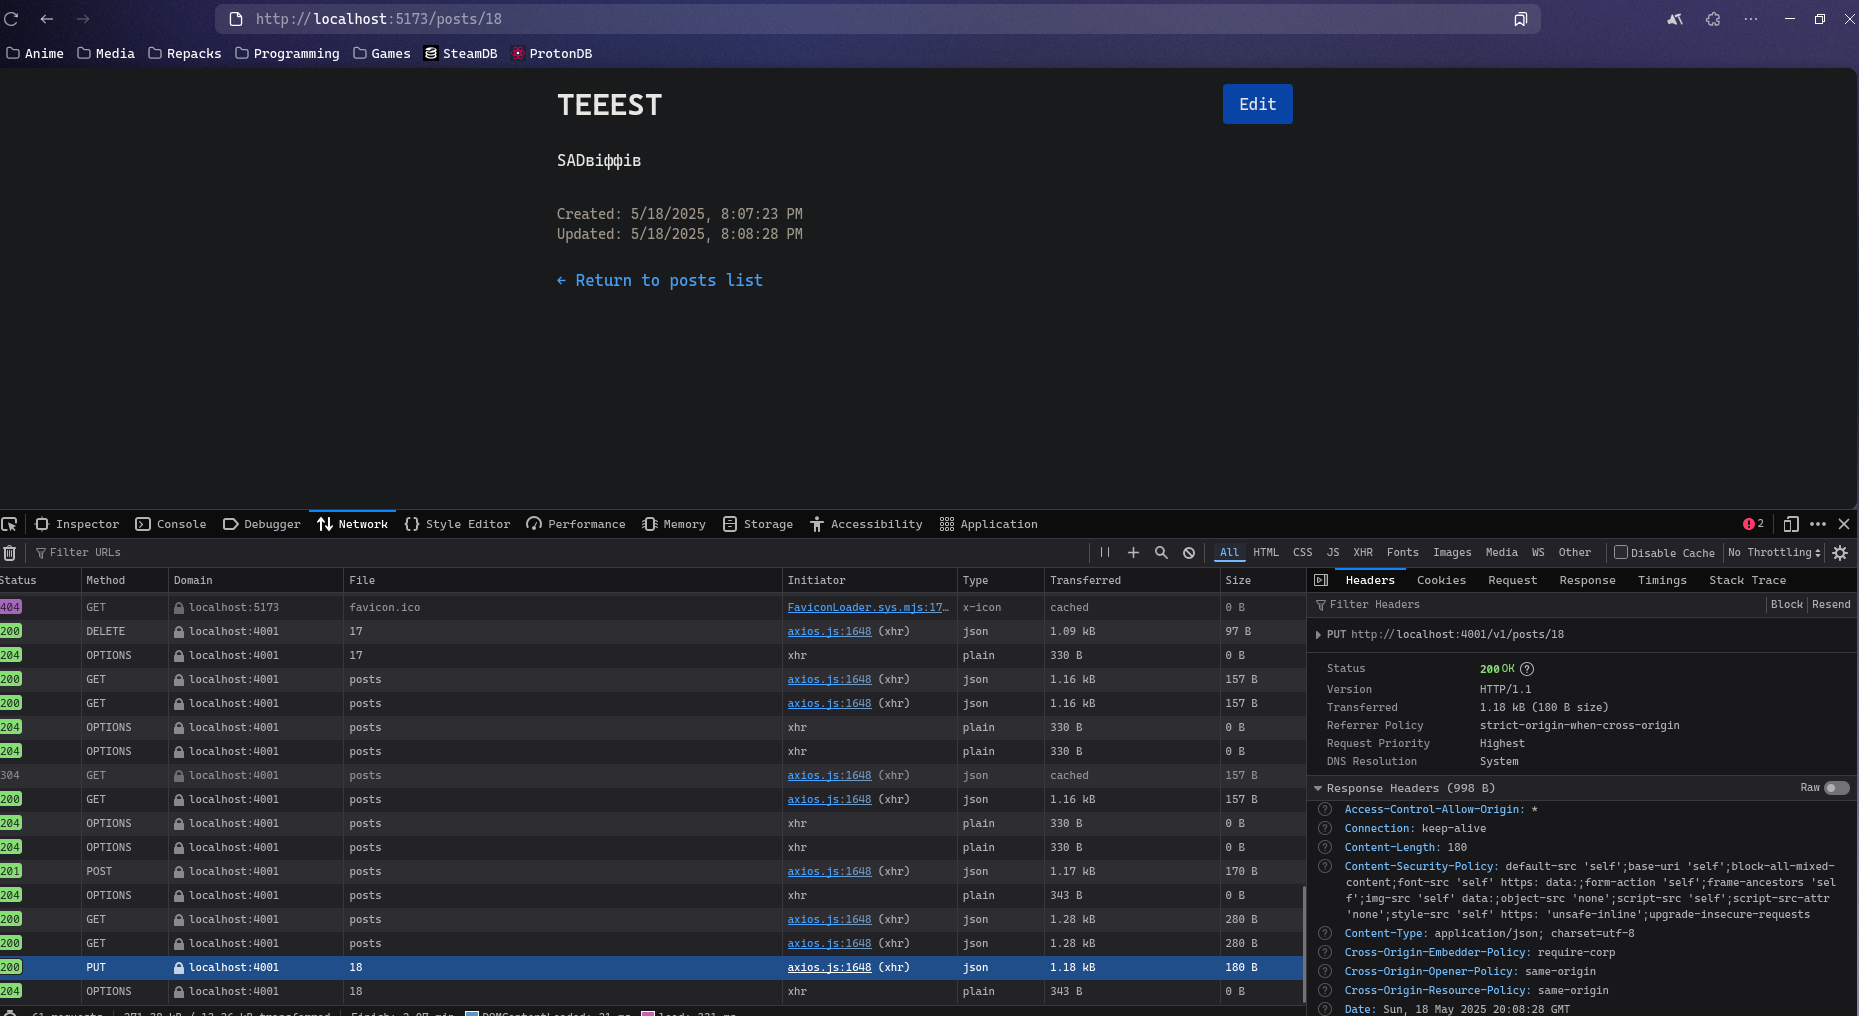 http://localhost:5173/posts/18
Anime Media Repacks Programming Games SteamDB ProtonDB
TEEEST Edit
SADвіффів
Created: 5/18/2025, 8:07:23 PM
Updated: 5/18/2025, 8:08:28 PM
← Return to posts list
Inspector Console Debugger Network Style Editor Performance Memory Storage Accessibility Application 2
Filter URLs All HTML CSS JS XHR Fonts Images Media WS Other Disable Cache No Throttling
Status Method Domain File Initiator Type Transferred Size
404 GET localhost:5173 favicon.ico FaviconLoader.sys.mjs:17… x-icon cached 0 B
200 DELETE localhost:4001 17 axios.js:1648 (xhr) json 1.09 kB 97 B
204 OPTIONS localhost:4001 17 xhr plain 330 B 0 B
200 GET localhost:4001 posts axios.js:1648 (xhr) json 1.16 kB 157 B
200 GET localhost:4001 posts axios.js:1648 (xhr) json 1.16 kB 157 B
204 OPTIONS localhost:4001 posts xhr plain 330 B 0 B
204 OPTIONS localhost:4001 posts xhr plain 330 B 0 B
304 GET localhost:4001 posts axios.js:1648 (xhr) json cached 157 B
200 GET localhost:4001 posts axios.js:1648 (xhr) json 1.16 kB 157 B
204 OPTIONS localhost:4001 posts xhr plain 330 B 0 B
204 OPTIONS localhost:4001 posts xhr plain 330 B 0 B
201 POST localhost:4001 posts axios.js:1648 (xhr) json 1.17 kB 170 B
204 OPTIONS localhost:4001 posts xhr plain 343 B 0 B
200 GET localhost:4001 posts axios.js:1648 (xhr) json 1.28 kB 280 B
200 GET localhost:4001 posts axios.js:1648 (xhr) json 1.28 kB 280 B
200 PUT localhost:4001 18 axios.js:1648 (xhr) json 1.18 kB 180 B
204 OPTIONS localhost:4001 18 xhr plain 343 B 0 B
Headers Cookies Request Response Timings Stack Trace
Filter Headers Block Resend
PUT http://localhost:4001/v1/posts/18
Status 200 OK
Version HTTP/1.1
Transferred 1.18 kB (180 B size)
Referrer Policy strict-origin-when-cross-origin
Request Priority Highest
DNS Resolution System
Response Headers (998 B) Raw
Access-Control-Allow-Origin: *
Connection: keep-alive
Content-Length: 180
Content-Security-Policy: default-src 'self';base-uri 'self';block-all-mixed-
content;font-src 'self' https: data:;form-action 'self';frame-ancestors 'sel
f';img-src 'self' data:;object-src 'none';script-src 'self';script-src-attr
'none';style-src 'self' https: 'unsafe-inline';upgrade-insecure-requests
Content-Type: application/json; charset=utf-8
Cross-Origin-Embedder-Policy: require-corp
Cross-Origin-Opener-Policy: same-origin
Cross-Origin-Resource-Policy: same-origin
Date: Sun, 18 May 2025 20:08:28 GMT